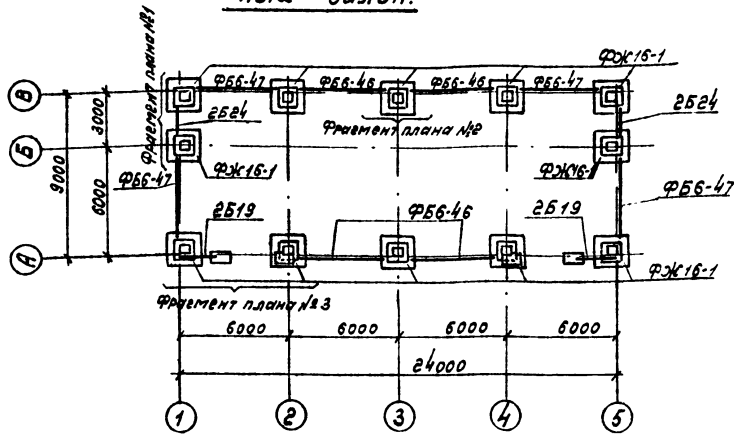 Фрагмент плана №1
ФЖ16-1
ФБ6-47
ФБ6-46
ФБ6-46
ФБ6-47
В
2Б24
Фрагмент плана №2
2Б24
3000
Б
9000
ФБ6-47
ФЖ16-1
ФЖ16-1
ФБ6-47
6000
2Б19
ФБ6-46
2Б19
А
ФЖ16-1
Фрагмент плана №3
6000
6000
6000
6000
24000
1
2
3
4
5